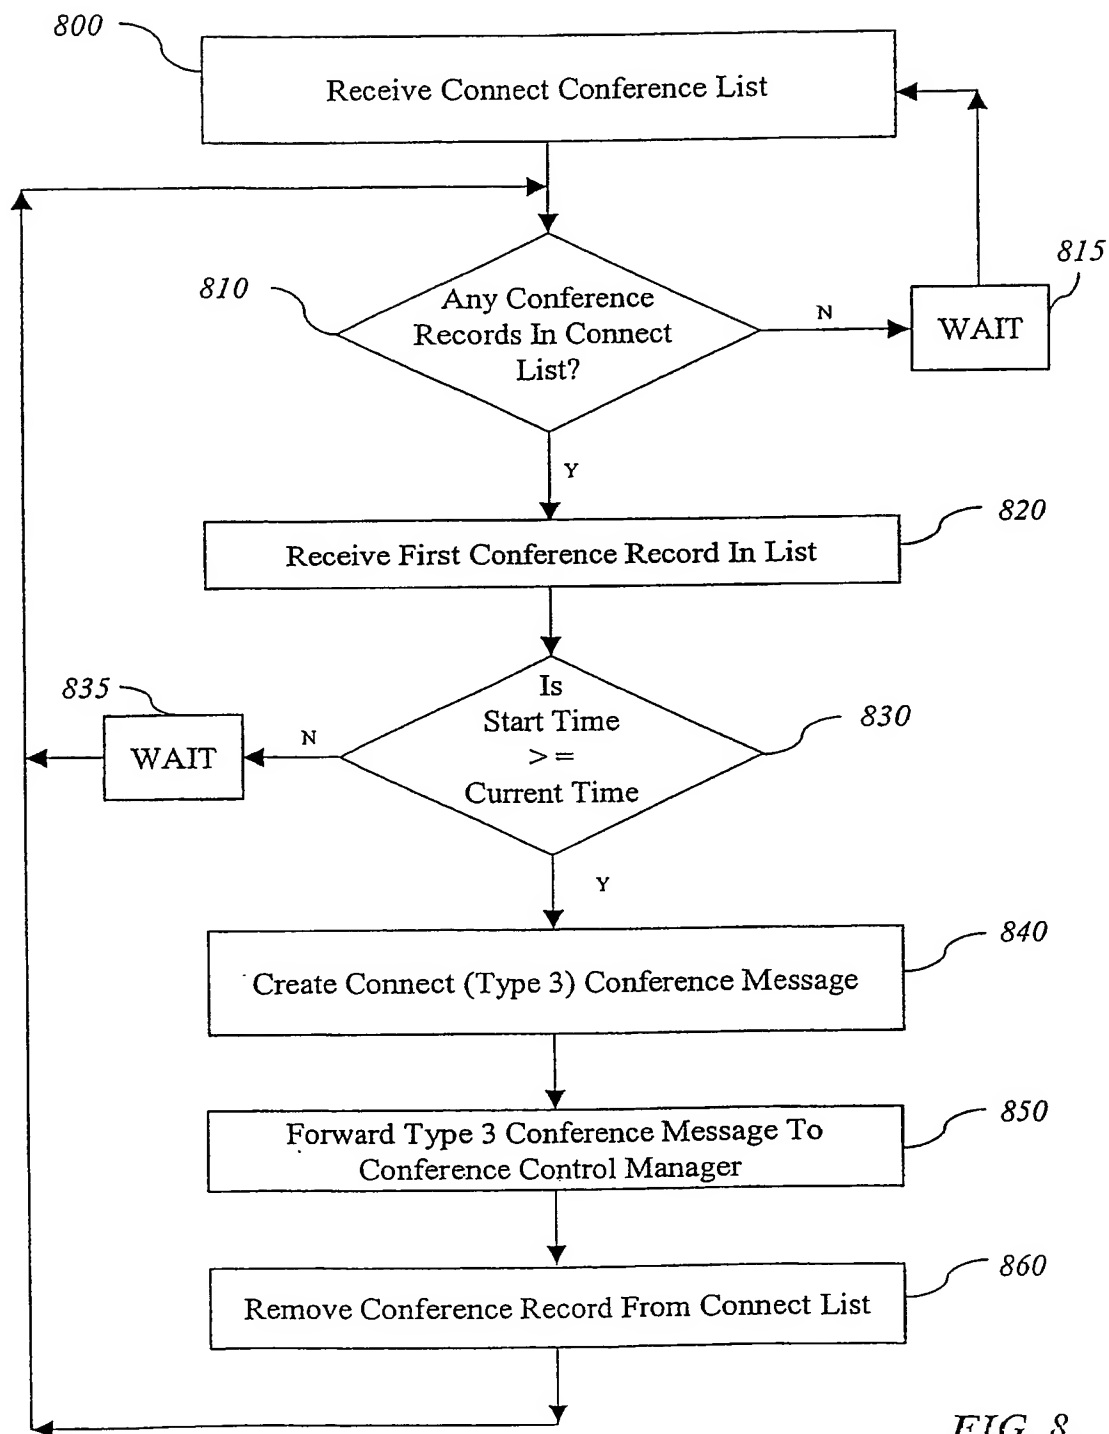 800
Receive Connect Conference List
810
Any Conference
Records In Connect
List?
N
815
WAIT
Y
820
Receive First Conference Record In List
835
WAIT
N
Is
Start Time
>=
Current Time
830
Y
840
Create Connect (Type 3) Conference Message
850
Forward Type 3 Conference Message To
Conference Control Manager
860
Remove Conference Record From Connect List
FIG. 8